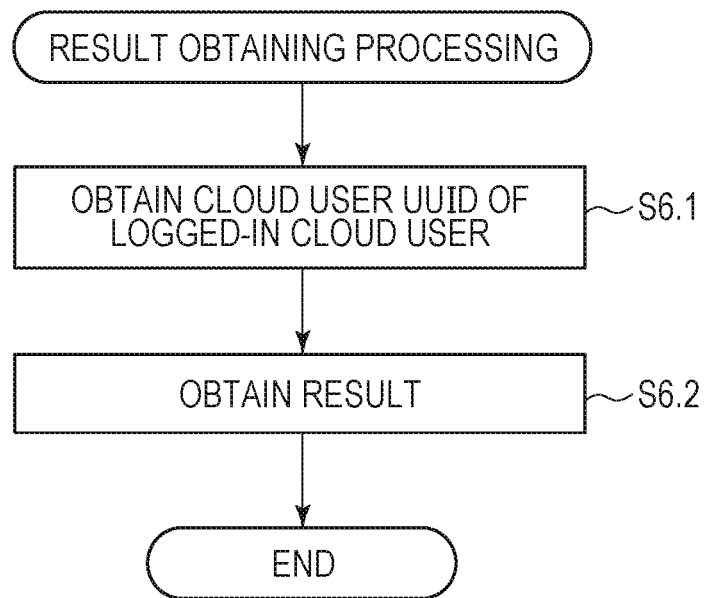 RESULT OBTAINING PROCESSING
OBTAIN CLOUD USER UUID OF
LOGGED-IN CLOUD USER
S6.1
OBTAIN RESULT
S6.2
END